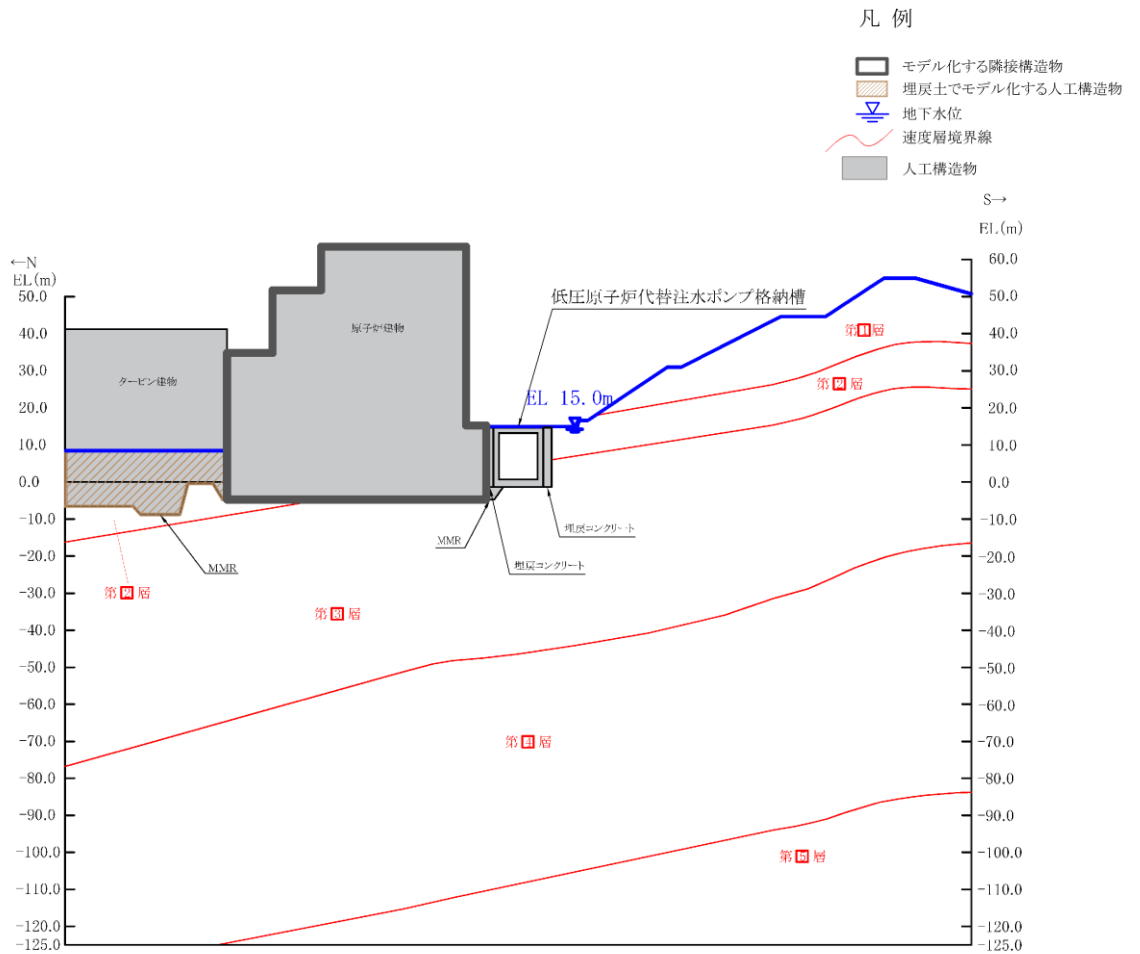 凡 例
モデル化する隣接構造物
埋戻土でモデル化する人工構造物
地下水位
速度層境界線
人工構造物
S→
EL(m)
←N
EL(m)
60.0
50.0
40.0
30.0
20.0
10.0
0.0
-10.0
-20.0
-30.0
-40.0
-50.0
-60.0
-70.0
-80.0
-90.0
-100.0
-110.0
-120.0
-125.0
50.0
40.0
30.0
20.0
10.0
0.0
-10.0
-20.0
-30.0
-40.0
-50.0
-60.0
-70.0
-80.0
-90.0
-100.0
-110.0
-120.0
-125.0
低圧原子炉代替注水ポンプ格納槽
原子炉建物
タービン建物
EL 15.0m
第1層
第2層
埋戻コンクリート
MMR
埋戻コンクリート
MMR
第2層
第3層
第4層
第5層